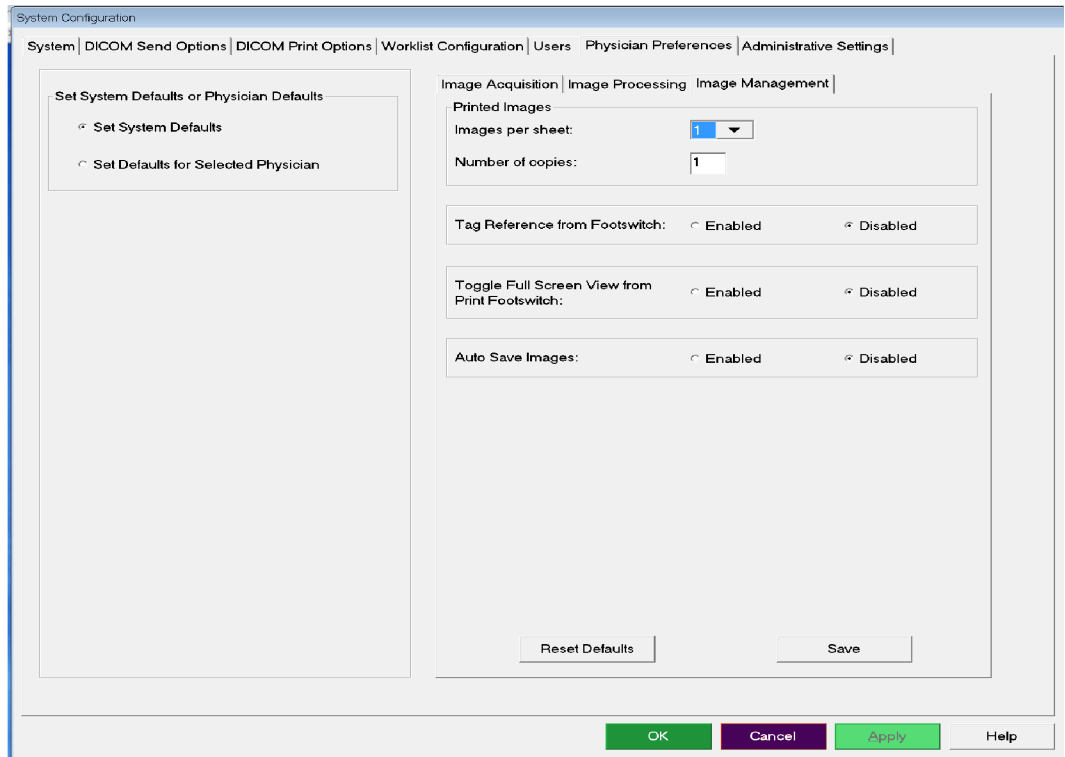 System Configuration
System DICOM Send Options DICOM Print Options Worklist Configuration Users Physician Preferences Administrative Settings
Set System Defaults or Physician Defaults
Set System Defaults
Set Defaults for Selected Physician
Image Acquisition Image Processing Image Management
Printed Images
Images per sheet: 1
Number of copies: 1
Tag Reference from Footswitch: Enabled Disabled
Toggle Full Screen View from
Print Footswitch: Enabled Disabled
Auto Save Images: Enabled Disabled
Reset Defaults Save
OK Cancel Apply Help